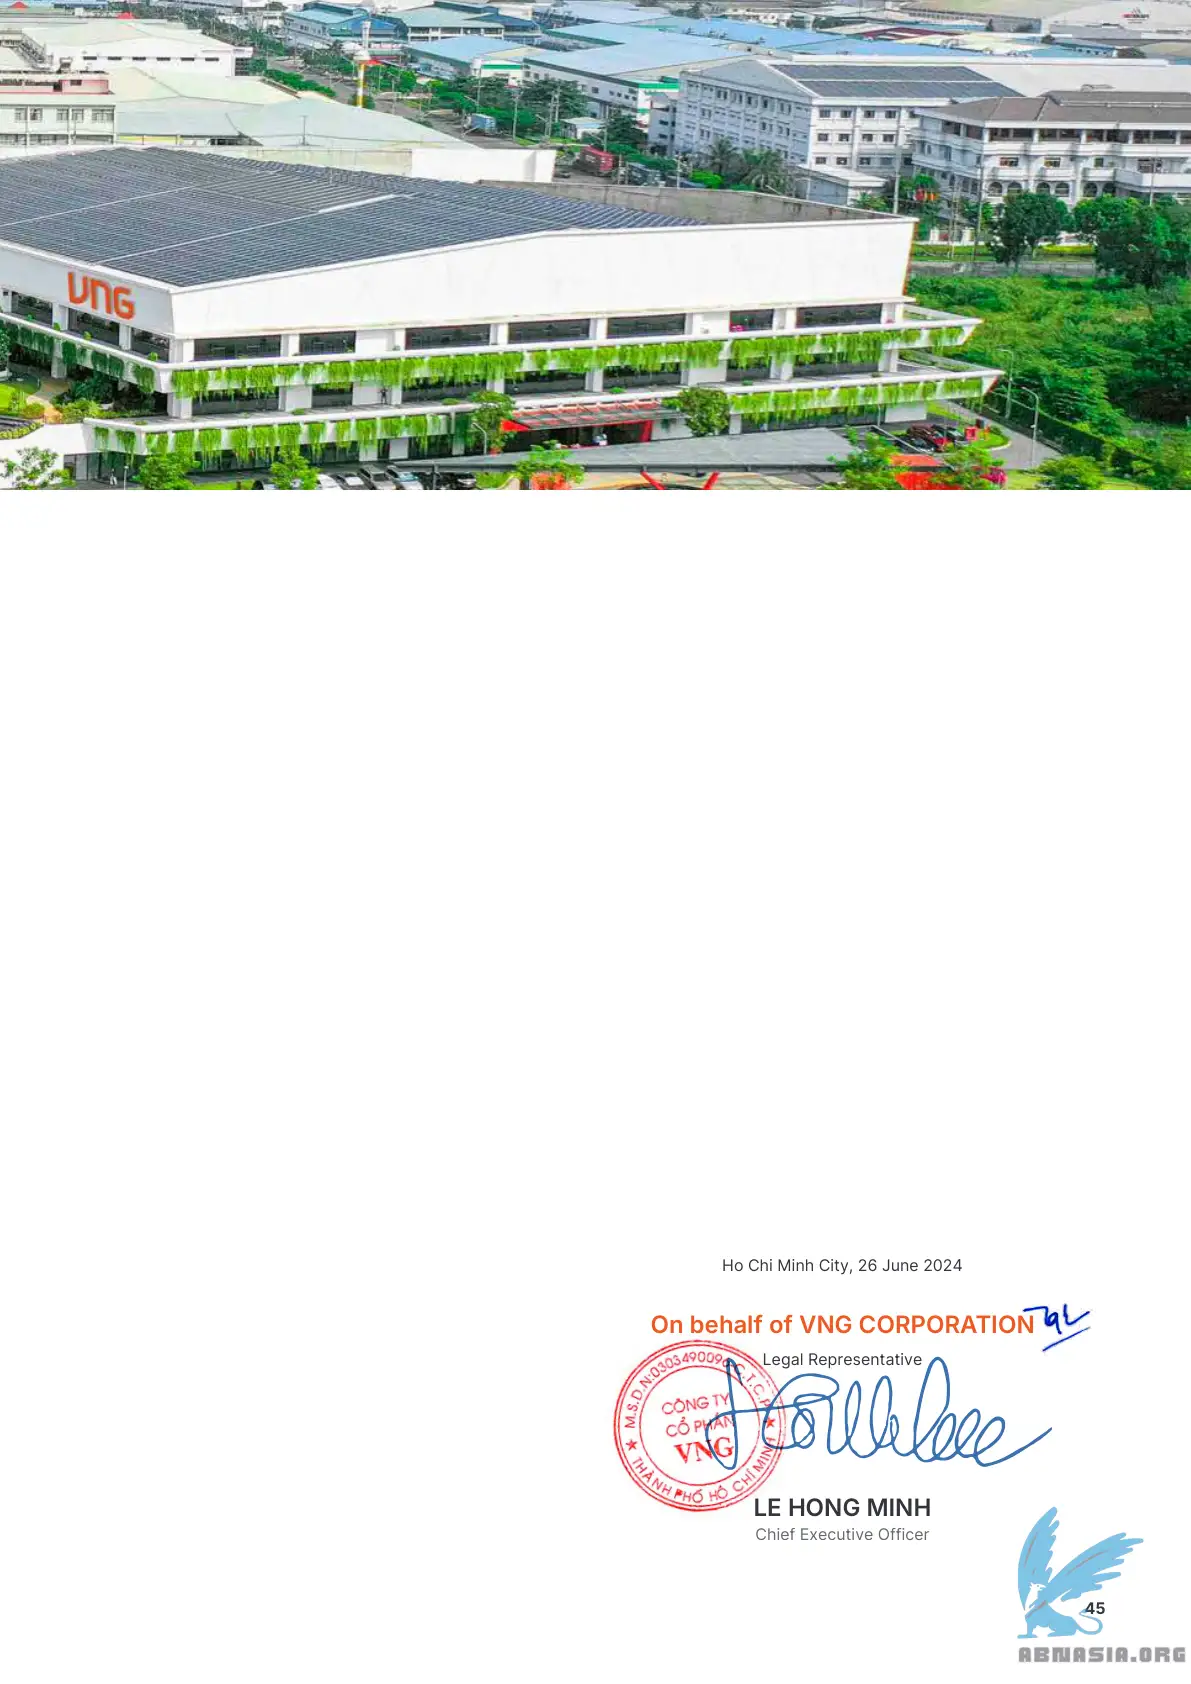 VNG
Ho Chi Minh City, 26 June 2024
On behalf of VNG CORPORATION
Legal Representative
M.S.D.N:0303490096 C.T.C.P
CÔNG TY
CỔ PHẦN
VNG
THÀNH PHỐ HỒ CHÍ MINH
LE HONG MINH
Chief Executive Officer
45
ABNASIA.ORG